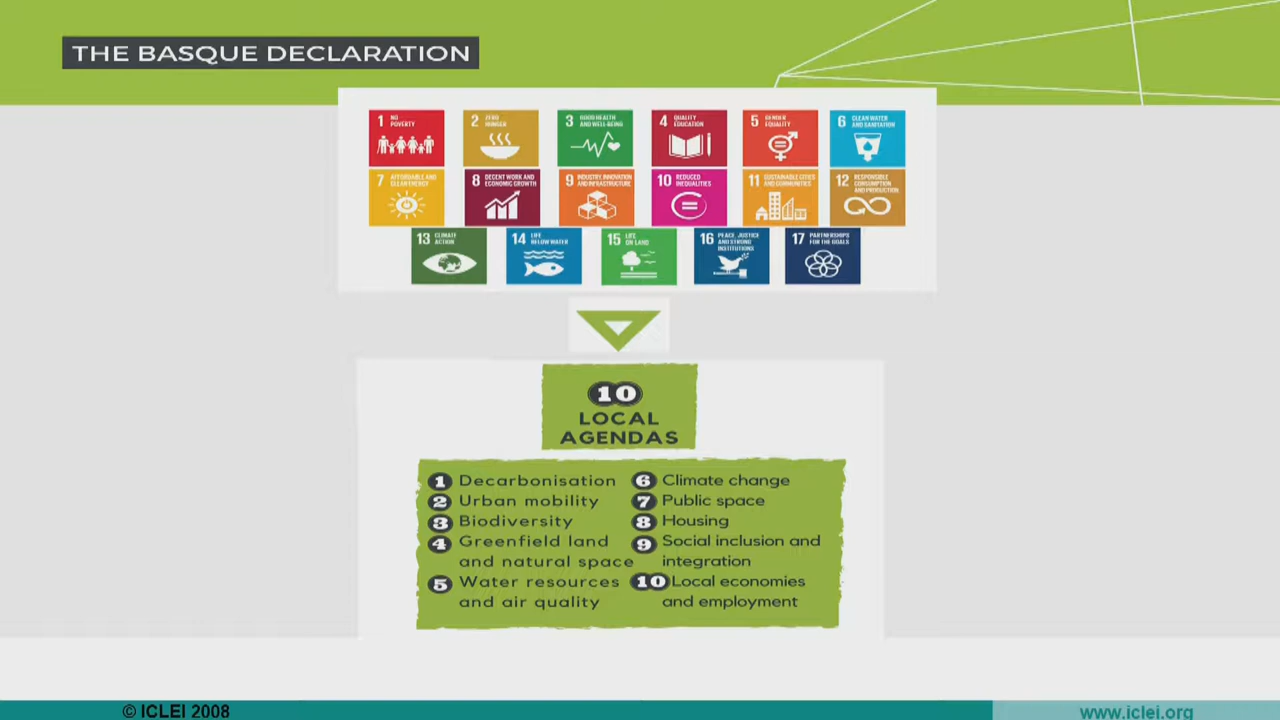 THE BASQUE DECLARATION
1 NO POVERTY
2 ZERO HUNGER
3 GOOD HEALTH AND WELL-BEING
4 QUALITY EDUCATION
5 GENDER EQUALITY
6 CLEAN WATER AND SANITATION
7 AFFORDABLE AND CLEAN ENERGY
8 DECENT WORK AND ECONOMIC GROWTH
9 INDUSTRY, INNOVATION AND INFRASTRUCTURE
10 REDUCED INEQUALITIES
11 SUSTAINABLE CITIES AND COMMUNITIES
12 RESPONSIBLE CONSUMPTION AND PRODUCTION
13 CLIMATE ACTION
14 LIFE BELOW WATER
15 LIFE ON LAND
16 PEACE, JUSTICE AND STRONG INSTITUTIONS
17 PARTNERSHIPS FOR THE GOALS
10
LOCAL
AGENDAS
1 Decarbonisation
2 Urban mobility
3 Biodiversity
4 Greenfield land
and natural space
5 Water resources
and air quality
6 Climate change
7 Public space
8 Housing
9 Social inclusion and
integration
10 Local economies
and employment
© ICLEI 2008
www.iclei.org